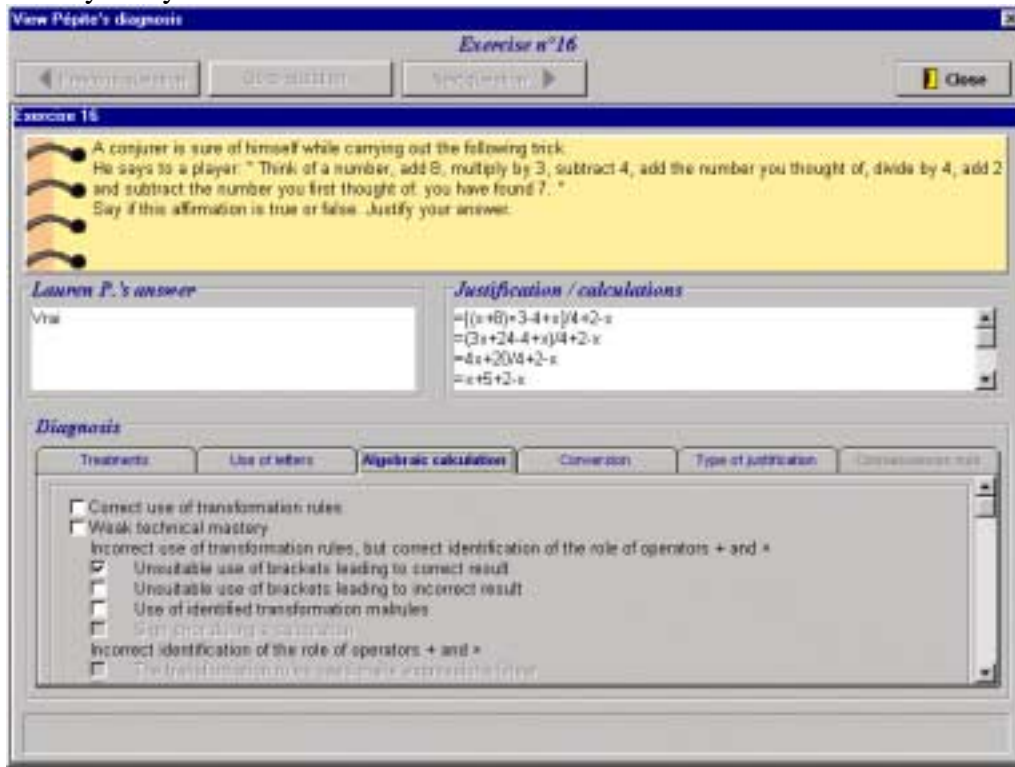 View Pépite's diagnosis
Exercise n°16
Close
Exercise 16
A conjurer is sure of himself while carrying out the following trick.
He says to a player: " Think of a number, add 8, multiply by 3, subtract 4, add the number you thought of, divide by 4, add 2
and subtract the number you first thought of: you have found 7. "
Say if this affirmation is true or false. Justify your answer.
Lauren P.'s answer
Justification / calculations
Vrai
=[(x+8)×3-4+x]/4+2-x
=(3x+24-4+x)/4+2-x
=4x+20/4+2-x
=x+5+2-x
Diagnosis
Treatments
Use of letters
Algebraic calculation
Conversion
Type of justification
Correct use of transformation rules
Weak technical mastery
Incorrect use of transformation rules, but correct identification of the role of operators + and ×
Unsuitable use of brackets leading to correct result
Unsuitable use of brackets leading to incorrect result
Use of identified transformation malrules
Incorrect identification of the role of operators + and ×